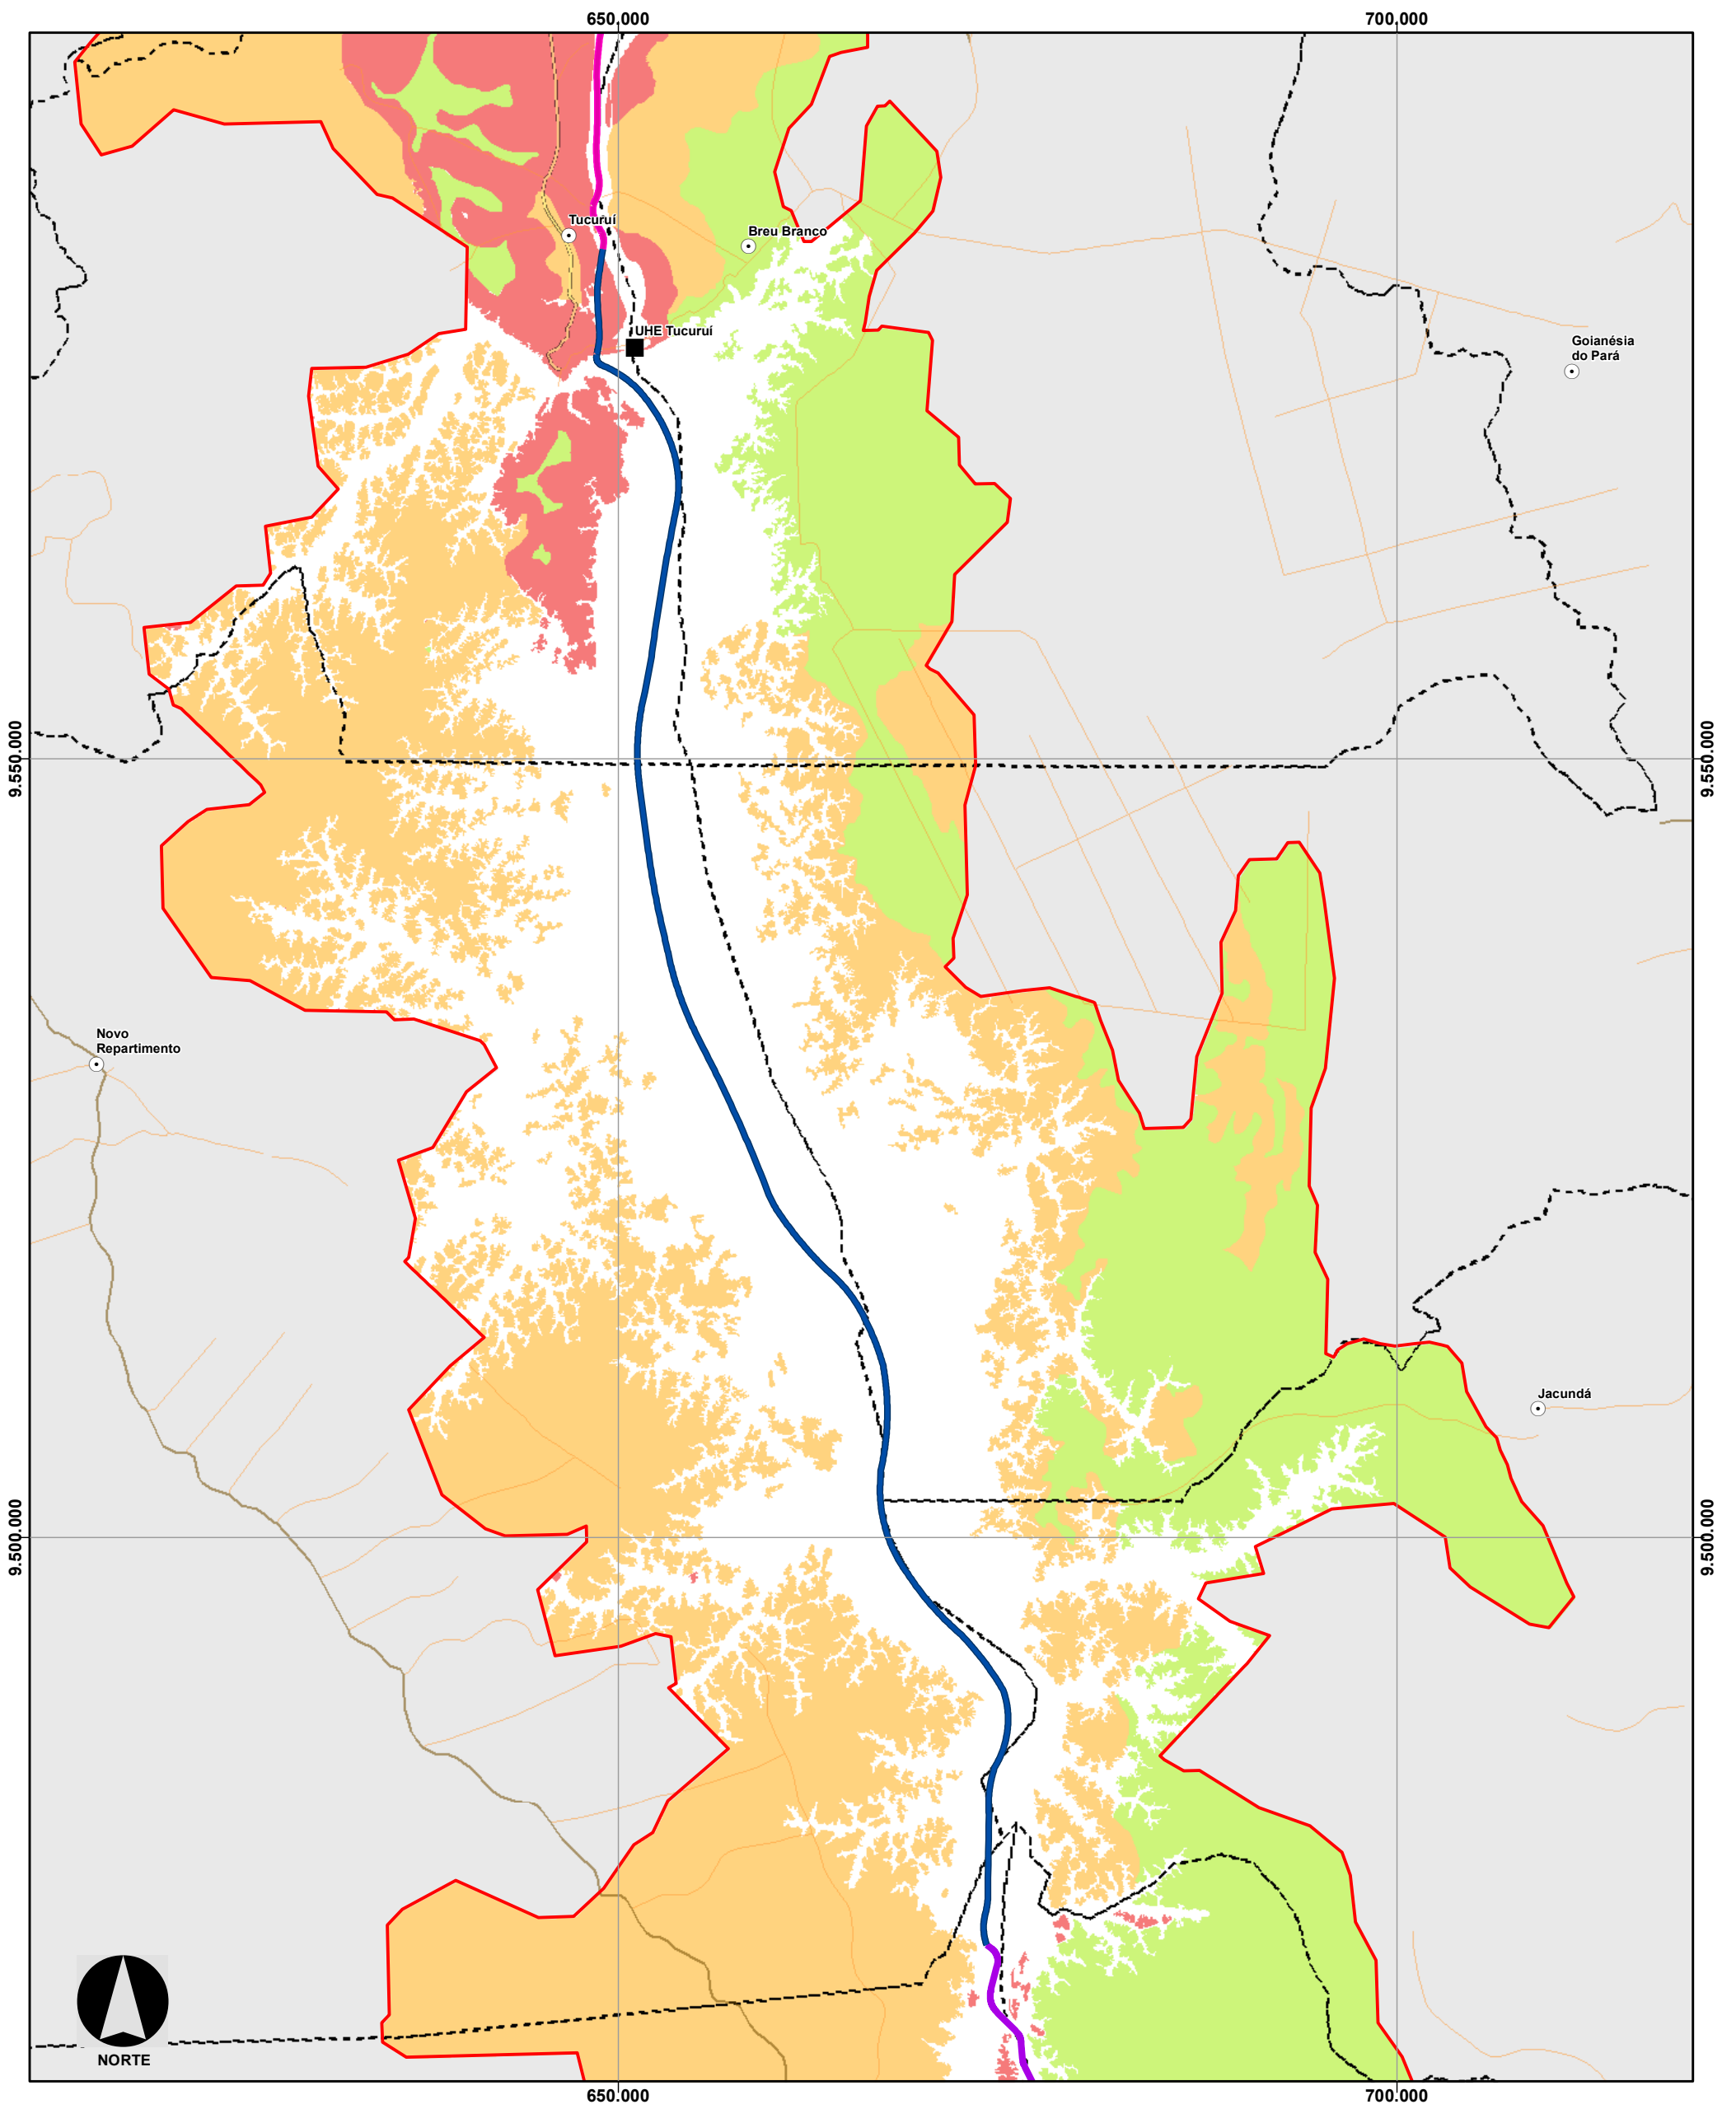 650.000
700.000
Tucuruí
Breu Branco
UHE Tucuruí
Goianésia
do Pará
9.550.000
9.550.000
Novo
Repartimento
Jacundá
9.500.000
9.500.000
NORTE
650.000
700.000